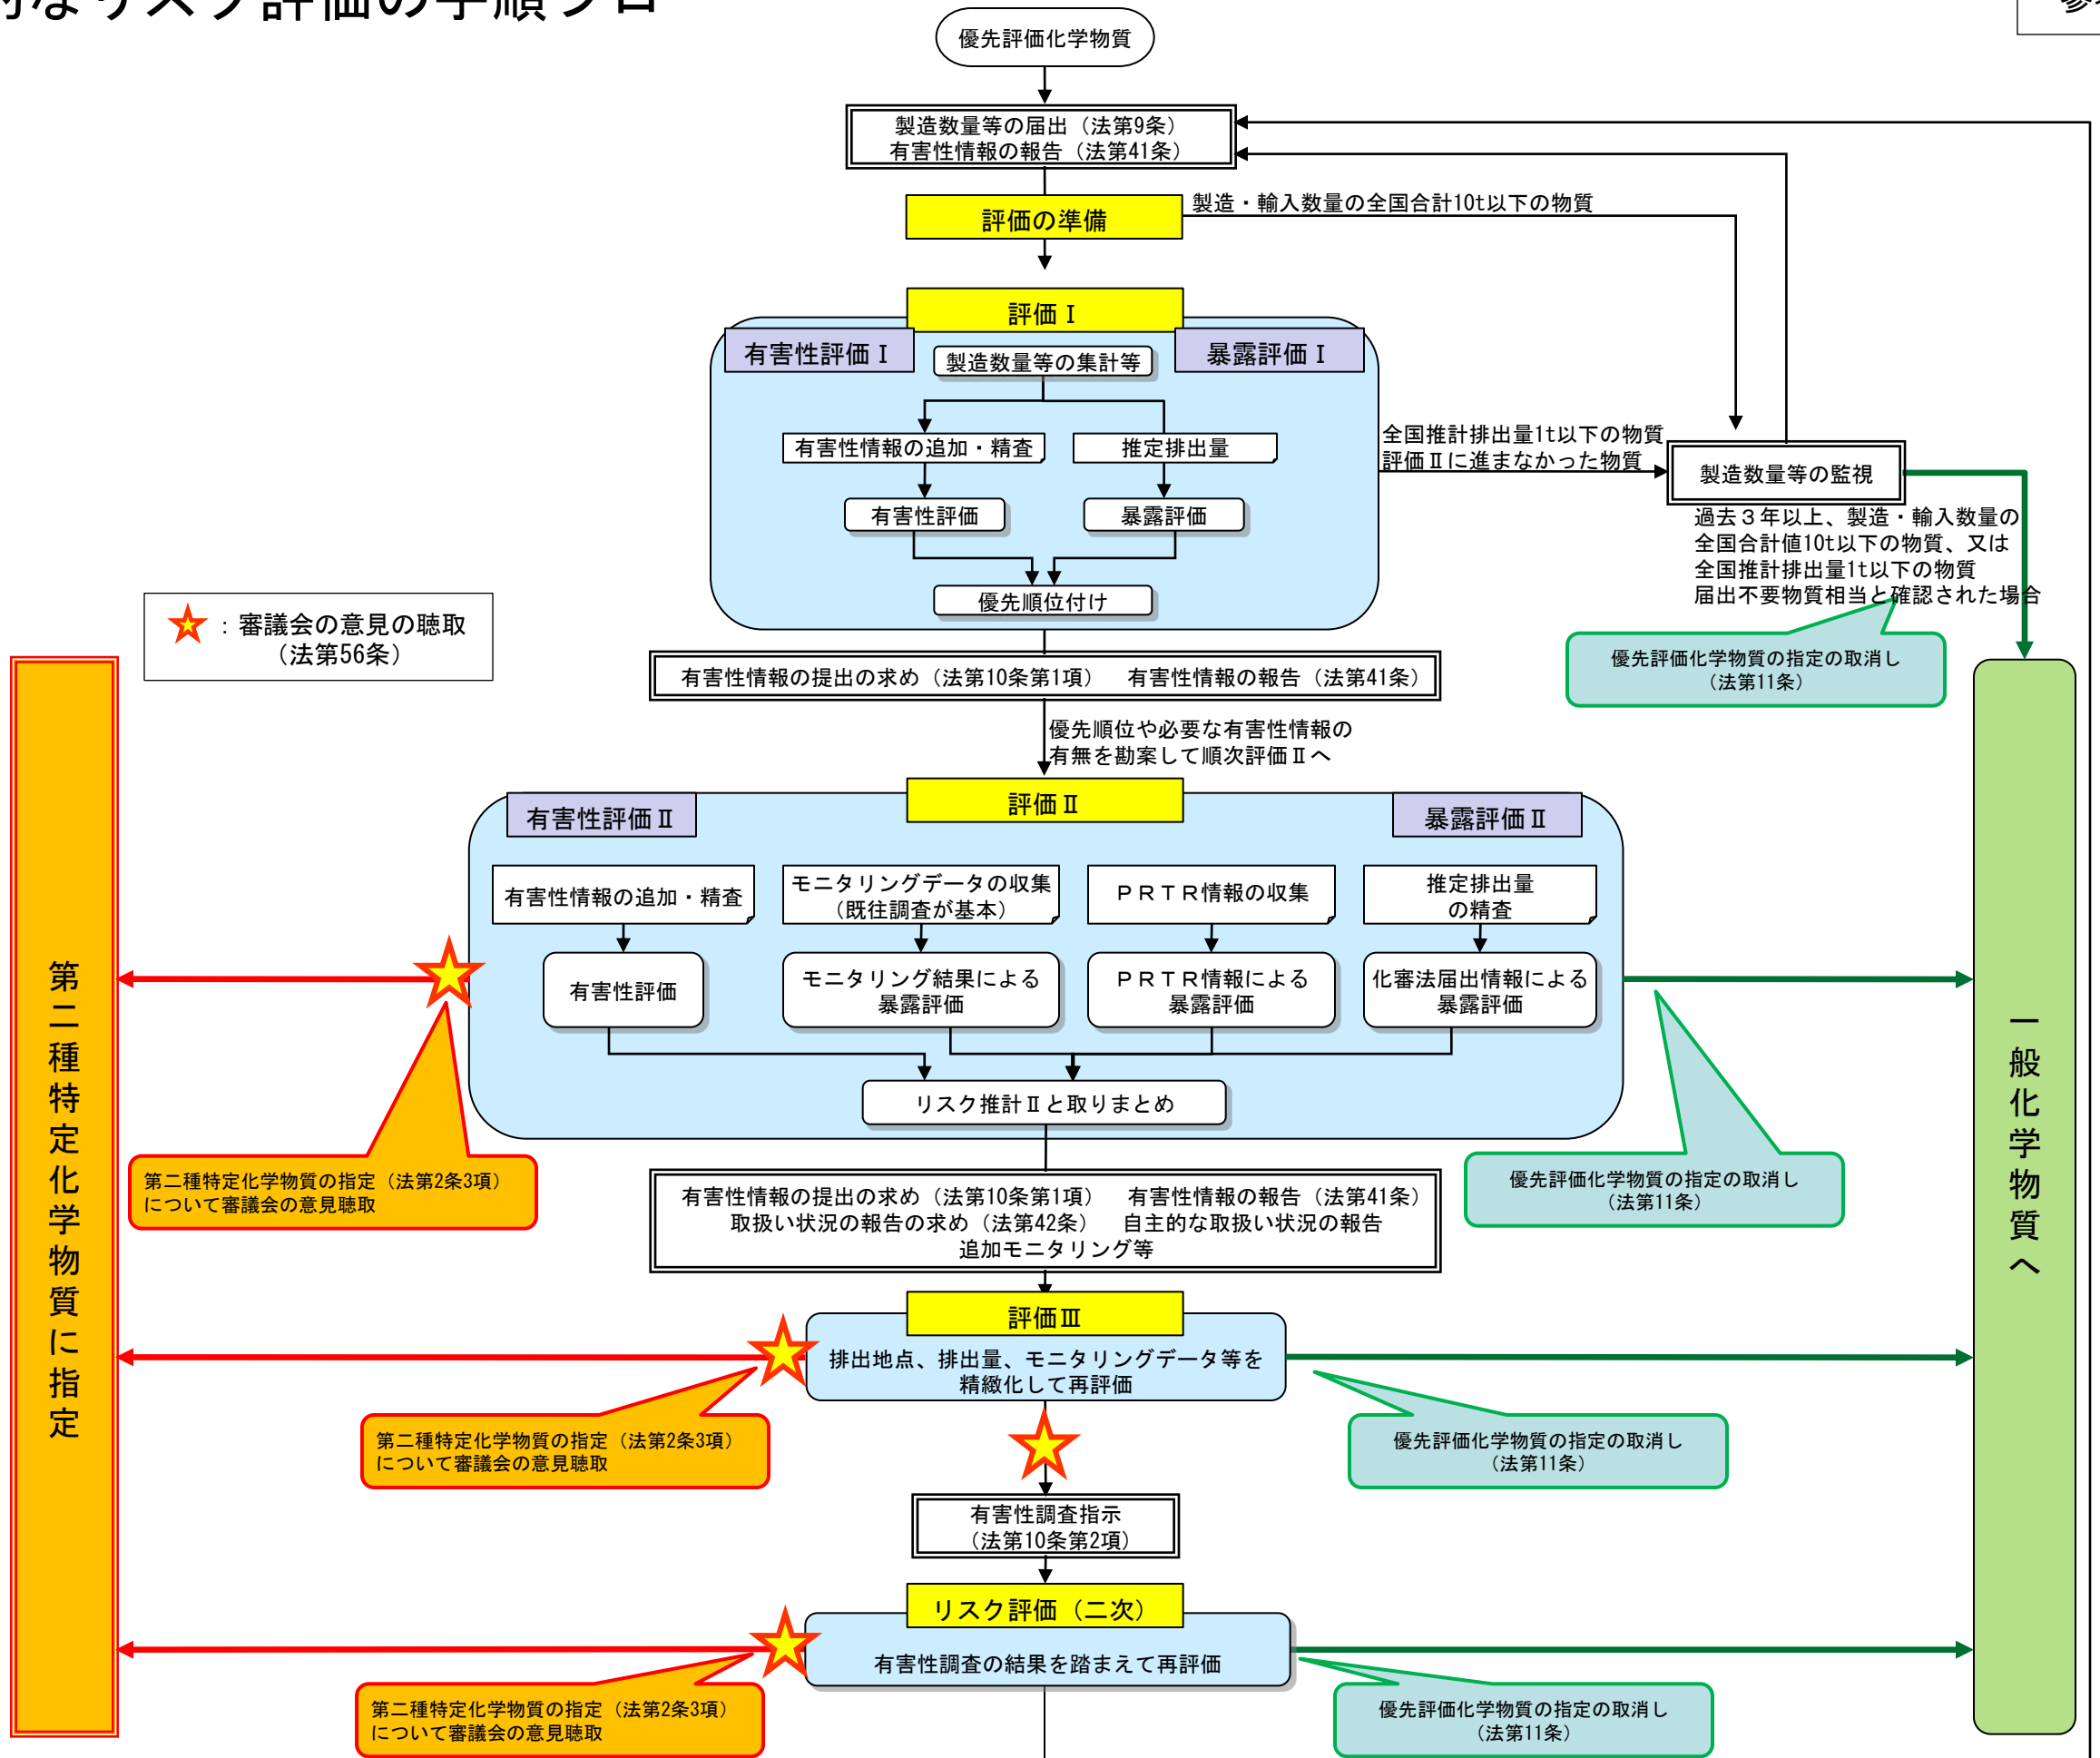 的なリスク評価の手順フロー
優先評価化学物質
製造数量等の届出（法第9条）
有害性情報の報告（法第41条）
評価の準備
製造・輸入数量の全国合計10t以下の物質
評価Ⅰ
有害性評価Ⅰ
製造数量等の集計等
暴露評価Ⅰ
有害性情報の追加・精査
推定排出量
有害性評価
暴露評価
優先順位付け
全国推計排出量1t以下の物質
評価Ⅱに進まなかった物質
製造数量等の監視
過去３年以上、製造・輸入数量の
全国合計値10t以下の物質、又は
全国推計排出量1t以下の物質
届出不要物質相当と確認された場合
：審議会の意見の聴取
（法第56条）
優先評価化学物質の指定の取消し
（法第11条）
有害性情報の提出の求め（法第10条第1項）　有害性情報の報告（法第41条）
優先順位や必要な有害性情報の
有無を勘案して順次評価Ⅱへ
評価Ⅱ
有害性評価Ⅱ
暴露評価Ⅱ
有害性情報の追加・精査
モニタリングデータの収集
（既往調査が基本）
ＰＲＴＲ情報の収集
推定排出量
の精査
有害性評価
モニタリング結果による
暴露評価
ＰＲＴＲ情報による
暴露評価
化審法届出情報による
暴露評価
リスク推計Ⅱと取りまとめ
第二種特定化学物質に指定
一般化学物質へ
第二種特定化学物質の指定（法第2条3項）
について審議会の意見聴取
優先評価化学物質の指定の取消し
（法第11条）
有害性情報の提出の求め（法第10条第1項）　有害性情報の報告（法第41条）
取扱い状況の報告の求め（法第42条）　自主的な取扱い状況の報告
追加モニタリング等
評価Ⅲ
排出地点、排出量、モニタリングデータ等を
精緻化して再評価
第二種特定化学物質の指定（法第2条3項）
について審議会の意見聴取
優先評価化学物質の指定の取消し
（法第11条）
有害性調査指示
（法第10条第2項）
リスク評価（二次）
有害性調査の結果を踏まえて再評価
第二種特定化学物質の指定（法第2条3項）
について審議会の意見聴取
優先評価化学物質の指定の取消し
（法第11条）